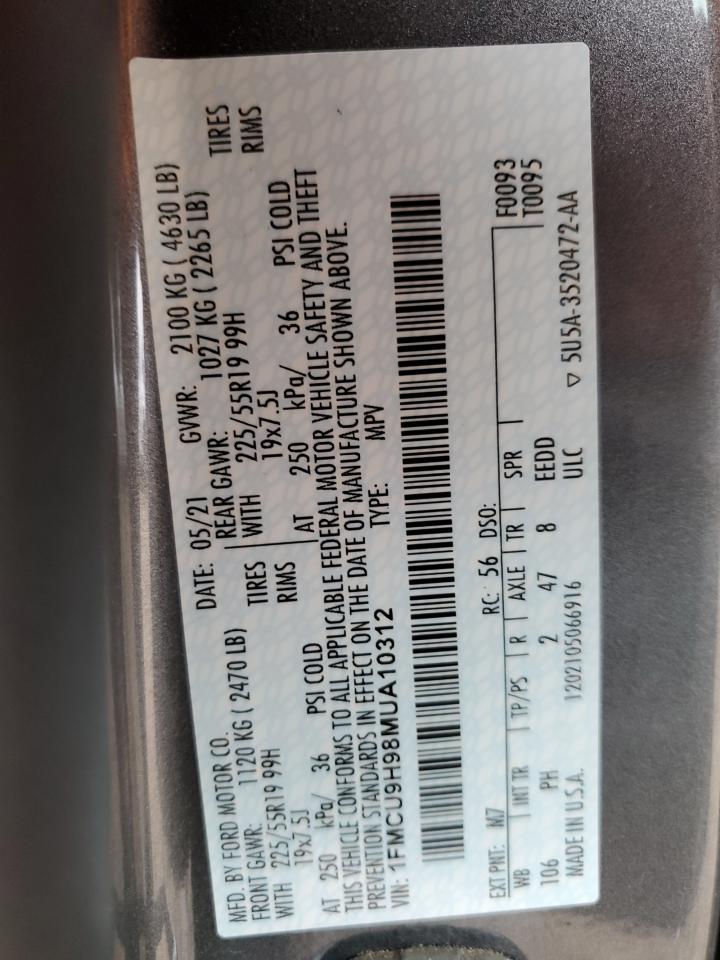 MFD. BY FORD MOTOR CO.
DATE: 05/21 GVWR: 2100 KG ( 4630 LB)
FRONT GAWR: 1120 KG ( 2470 LB) REAR GAWR: 1027 KG ( 2265 LB)
WITH 225/55R19 99H TIRES WITH 225/55R19 99H TIRES
19x7.5J RIMS 19x7.5J RIMS
AT 250 kPa/ 36 PSI COLD AT 250 kPa/ 36 PSI COLD
THIS VEHICLE CONFORMS TO ALL APPLICABLE FEDERAL MOTOR VEHICLE SAFETY AND THEFT
PREVENTION STANDARDS IN EFFECT ON THE DATE OF MANUFACTURE SHOWN ABOVE.
VIN: 1FMCU9H98MUA10312 TYPE: MPV
EXT PNT: M7 RC: 56 DSO: F0093
WB INT TR TP/PS R AXLE TR SPR T0095
106 PH 2 47 8 EEDD
MADE IN U.S.A. 120210506​6916 ULC ▽ 5U5A-3520472-AA